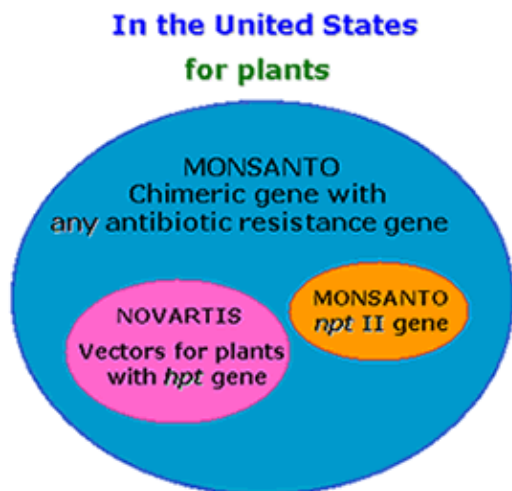 In the United States
for plants
MONSANTO
Chimeric gene with
any antibiotic resistance gene
MONSANTO
npt II gene
NOVARTIS
Vectors for plants
with hpt gene